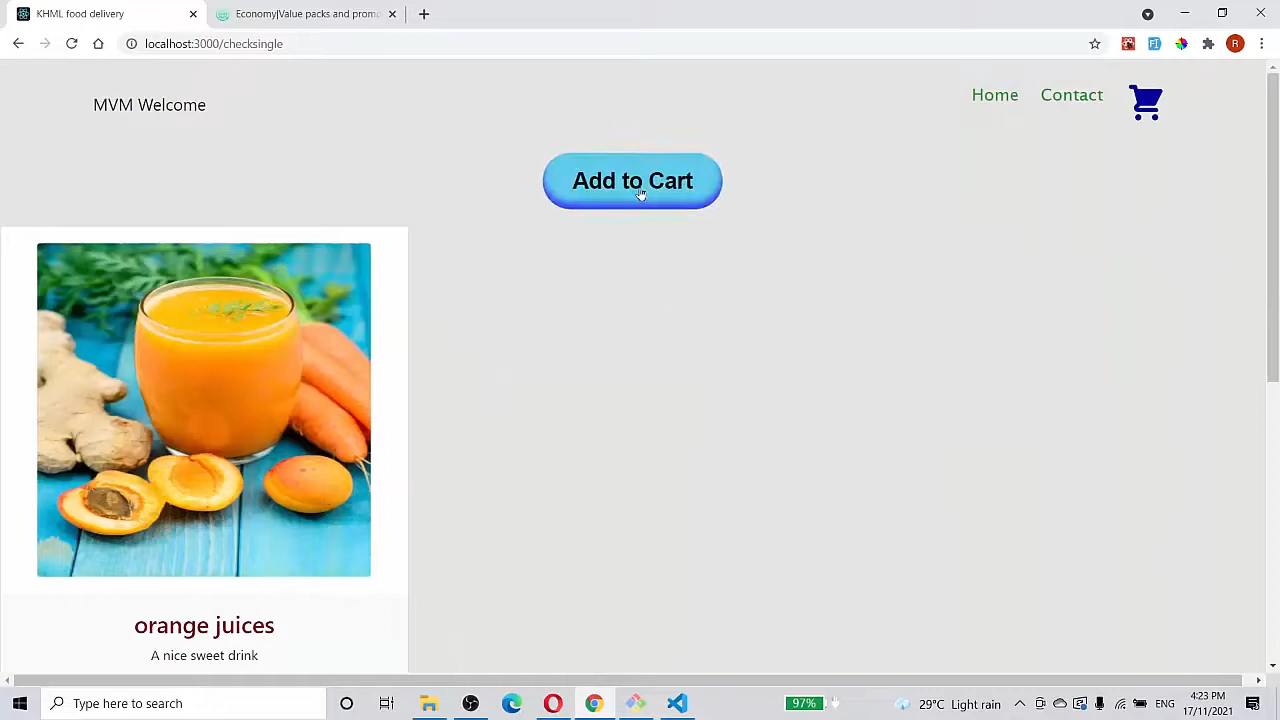 KHML food delivery
Economy|Value packs and prom
localhost:3000/checksingle
R
MVM Welcome
Home
Contact
Add to Cart
orange juices
A nice sweet drink
Type here to search
97%
29°C Light rain
ENG
4:23 PM
17/11/2021